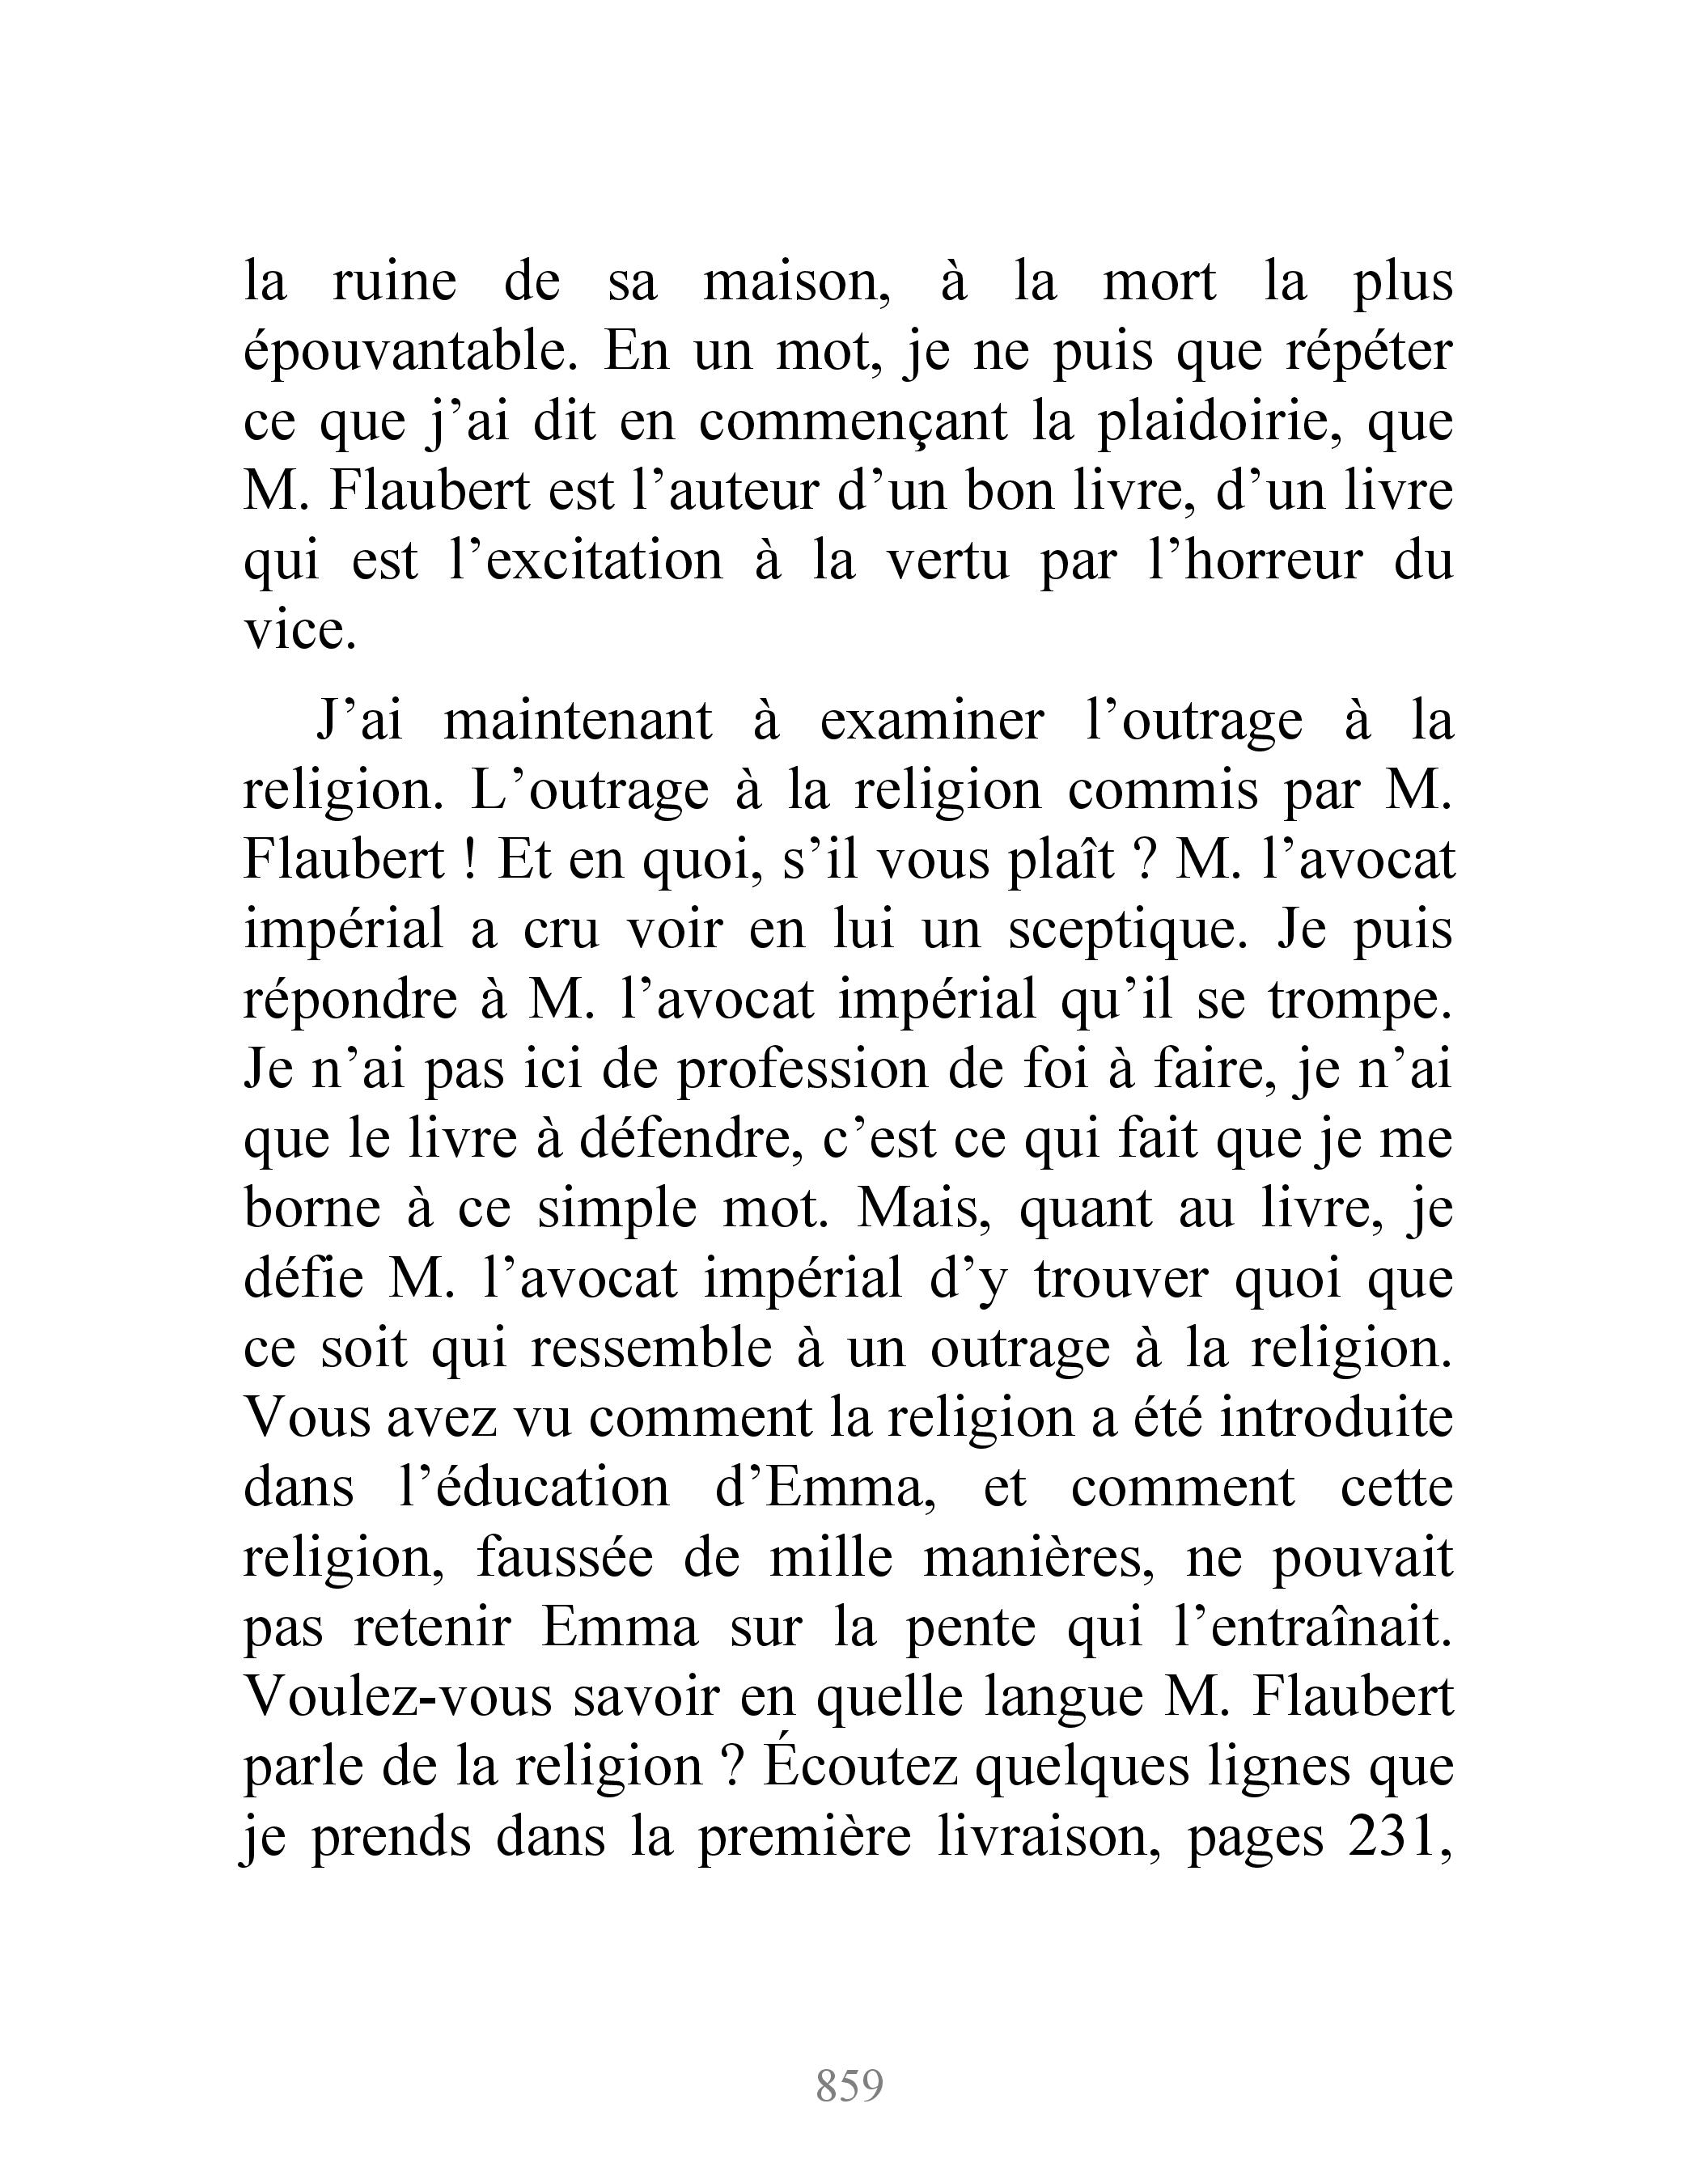 la ruine de sa maison, à la mort la plus
épouvantable. En un mot, je ne puis que répéter
ce que j’ai dit en commençant la plaidoirie, que
M. Flaubert est l’auteur d’un bon livre, d’un livre
qui est l’excitation à la vertu par l’horreur du
vice.
J’ai maintenant à examiner l’outrage à la
religion. L’outrage à la religion commis par M.
Flaubert ! Et en quoi, s’il vous plaît ? M. l’avocat
impérial a cru voir en lui un sceptique. Je puis
répondre à M. l’avocat impérial qu’il se trompe.
Je n’ai pas ici de profession de foi à faire, je n’ai
que le livre à défendre, c’est ce qui fait que je me
borne à ce simple mot. Mais, quant au livre, je
défie M. l’avocat impérial d’y trouver quoi que
ce soit qui ressemble à un outrage à la religion.
Vous avez vu comment la religion a été introduite
dans l’éducation d’Emma, et comment cette
religion, faussée de mille manières, ne pouvait
pas retenir Emma sur la pente qui l’entraînait.
Voulez-vous savoir en quelle langue M. Flaubert
parle de la religion ? Écoutez quelques lignes que
je prends dans la première livraison, pages 231,
859